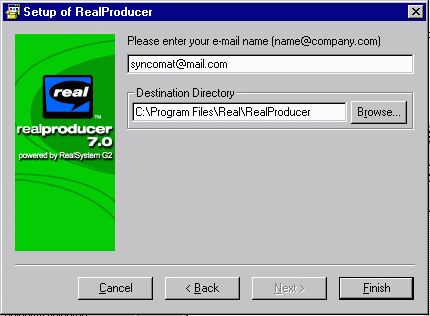 Setup of RealProducer
Please enter your e-mail name (name@company.com)
syncomat@mail.com
Destination Directory
C:\Program Files\Real\RealProducer
Browse...
real
™
realproducer
7.0
powered by RealSystem G2
Cancel
< Back
Next >
Finish